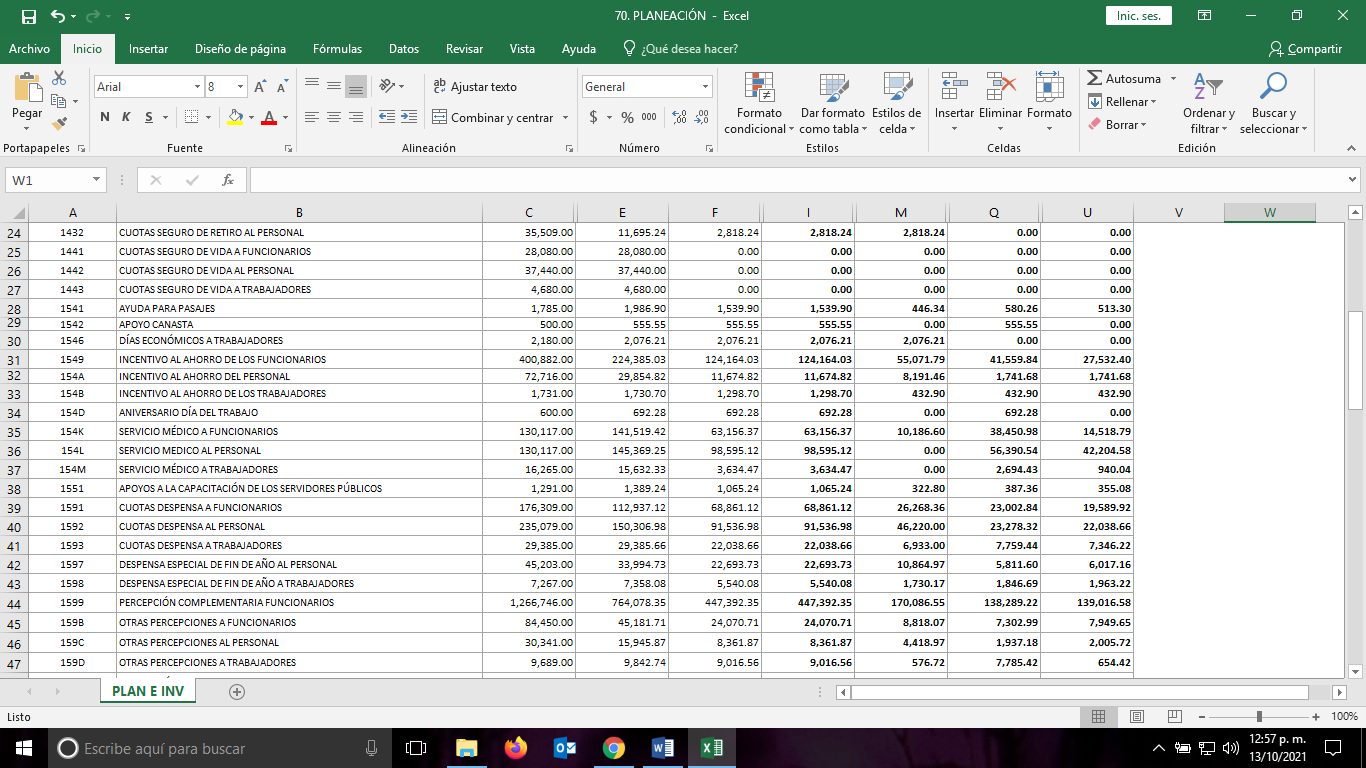 70. PLANEACIÓN - Excel
Inic. ses.
Archivo Inicio Insertar Diseño de página Fórmulas Datos Revisar Vista Ayuda ¿Qué desea hacer? Compartir
Pegar
Arial 8
N K S
Ajustar texto
Combinar y centrar
General
$ % 000
Formato condicional
Dar formato como tabla
Estilos de celda
Insertar Eliminar Formato
Autosuma
Rellenar
Borrar
Ordenar y filtrar
Buscar y seleccionar
Portapapeles Fuente Alineación Número Estilos Celdas Edición
W1 fx
A B C E F I M Q U V W
24 1432 CUOTAS SEGURO DE RETIRO AL PERSONAL 35,509.00 11,695.24 2,818.24 2,818.24 2,818.24 0.00 0.00
25 1441 CUOTAS SEGURO DE VIDA A FUNCIONARIOS 28,080.00 28,080.00 0.00 0.00 0.00 0.00 0.00
26 1442 CUOTAS SEGURO DE VIDA AL PERSONAL 37,440.00 37,440.00 0.00 0.00 0.00 0.00 0.00
27 1443 CUOTAS SEGURO DE VIDA A TRABAJADORES 4,680.00 4,680.00 0.00 0.00 0.00 0.00 0.00
28 1541 AYUDA PARA PASAJES 1,785.00 1,986.90 1,539.90 1,539.90 446.34 580.26 513.30
29 1542 APOYO CANASTA 500.00 555.55 555.55 555.55 0.00 555.55 0.00
30 1546 DÍAS ECONÓMICOS A TRABAJADORES 2,180.00 2,076.21 2,076.21 2,076.21 2,076.21 0.00 0.00
31 1549 INCENTIVO AL AHORRO DE LOS FUNCIONARIOS 400,882.00 224,385.03 124,164.03 124,164.03 55,071.79 41,559.84 27,532.40
32 154A INCENTIVO AL AHORRO DEL PERSONAL 72,716.00 29,854.82 11,674.82 11,674.82 8,191.46 1,741.68 1,741.68
33 154B INCENTIVO AL AHORRO DE LOS TRABAJADORES 1,731.00 1,730.70 1,298.70 1,298.70 432.90 432.90 432.90
34 154D ANIVERSARIO DÍA DEL TRABAJO 600.00 692.28 692.28 692.28 0.00 692.28 0.00
35 154K SERVICIO MÉDICO A FUNCIONARIOS 130,117.00 141,519.42 63,156.37 63,156.37 10,186.60 38,450.98 14,518.79
36 154L SERVICIO MEDICO AL PERSONAL 130,117.00 145,369.25 98,595.12 98,595.12 0.00 56,390.54 42,204.58
37 154M SERVICIO MÉDICO A TRABAJADORES 16,265.00 15,632.33 3,634.47 3,634.47 0.00 2,694.43 940.04
38 1551 APOYOS A LA CAPACITACIÓN DE LOS SERVIDORES PÚBLICOS 1,291.00 1,389.24 1,065.24 1,065.24 322.80 387.36 355.08
39 1591 CUOTAS DESPENSA A FUNCIONARIOS 176,309.00 112,937.12 68,861.12 68,861.12 26,268.36 23,002.84 19,589.92
40 1592 CUOTAS DESPENSA AL PERSONAL 235,079.00 150,306.98 91,536.98 91,536.98 46,220.00 23,278.32 22,038.66
41 1593 CUOTAS DESPENSA A TRABAJADORES 29,385.00 29,385.66 22,038.66 22,038.66 6,933.00 7,759.44 7,346.22
42 1597 DESPENSA ESPECIAL DE FIN DE AÑO AL PERSONAL 45,203.00 33,994.73 22,693.73 22,693.73 10,864.97 5,811.60 6,017.16
43 1598 DESPENSA ESPECIAL DE FIN DE AÑO A TRABAJADORES 7,267.00 7,358.08 5,540.08 5,540.08 1,730.17 1,846.69 1,963.22
44 1599 PERCEPCIÓN COMPLEMENTARIA FUNCIONARIOS 1,266,746.00 764,078.35 447,392.35 447,392.35 170,086.55 138,289.22 139,016.58
45 159B OTRAS PERCEPCIONES A FUNCIONARIOS 84,450.00 45,181.71 24,070.71 24,070.71 8,818.07 7,302.99 7,949.65
46 159C OTRAS PERCEPCIONES AL PERSONAL 30,341.00 15,945.87 8,361.87 8,361.87 4,418.97 1,937.18 2,005.72
47 159D OTRAS PERCEPCIONES A TRABAJADORES 9,689.00 9,842.74 9,016.56 9,016.56 576.72 7,785.42 654.42
PLAN E INV
Listo 100%
Escribe aquí para buscar
12:57 p. m.
13/10/2021